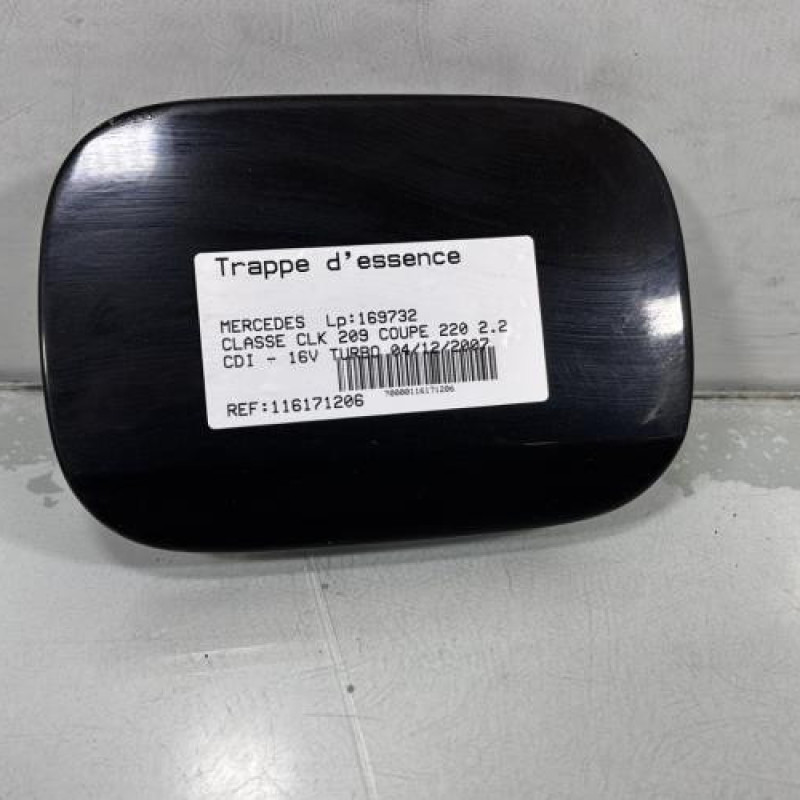 Trappe d'essence
MERCEDES Lp:169732
CLASSE CLK 209 COUPE 220 2.2
CDI - 16V TURBO 04/12/2007
70600116171206
REF:116171206